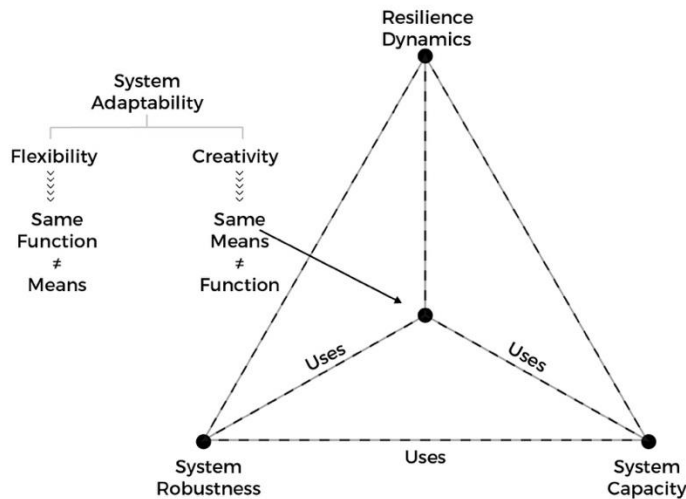 Resilience
Dynamics
System
Adaptability
Flexibility
Creativity
Same
Function
≠
Means
Same
Means
≠
Function
Uses
Uses
Uses
System
Robustness
System
Capacity